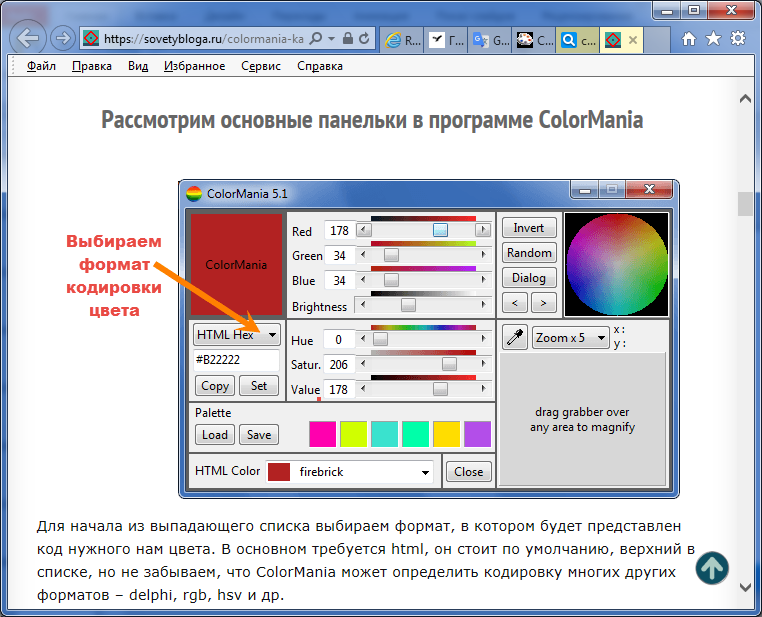 https://sovetybloga.ru/colormania-ka
R...
Г...
G...
C...
c...
Файл Правка Вид Избранное Сервис Справка
Рассмотрим основные панельки в программе ColorMania
Выбираем
формат
кодировки
цвета
ColorMania 5.1
ColorMania
Red 178
Green 34
Blue 34
Brightness
Invert
Random
Dialog
< >
HTML Hex
#B22222
Copy Set
Hue 0
Satur. 206
Value 178
Zoom x 5
x:
y:
drag grabber over
any area to magnify
Palette
Load Save
HTML Color firebrick Close
Для начала из выпадающего списка выбираем формат, в котором будет представлен
код нужного нам цвета. В основном требуется html, он стоит по умолчанию, верхний в
списке, но не забываем, что ColorMania может определить кодировку многих других
форматов – delphi, rgb, hsv и др.